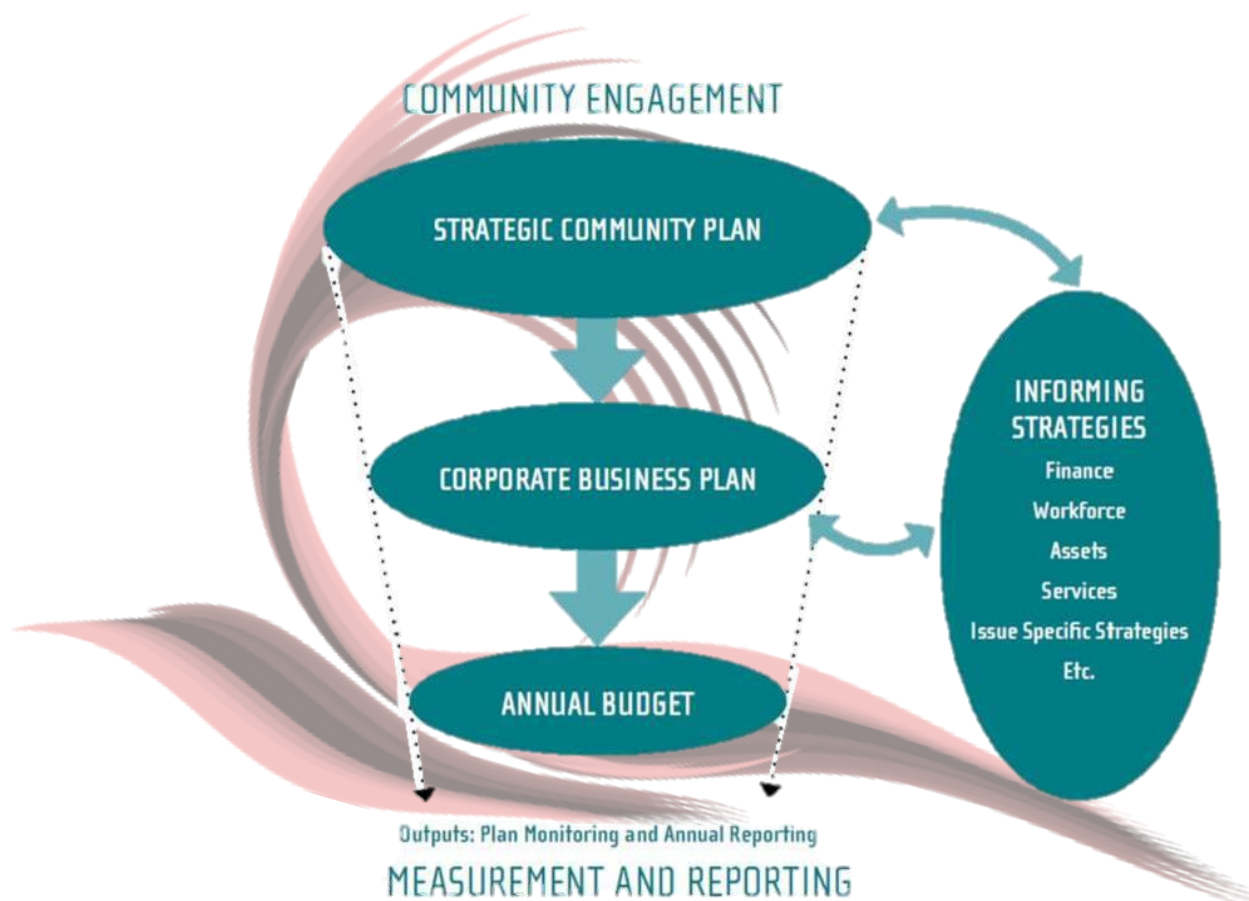 COMMUNITY ENGAGEMENT
STRATEGIC COMMUNITY PLAN
CORPORATE BUSINESS PLAN
ANNUAL BUDGET
INFORMING
STRATEGIES
Finance
Workforce
Assets
Services
Issue Specific Strategies
Etc.
Outputs: Plan Monitoring and Annual Reporting
MEASUREMENT AND REPORTING